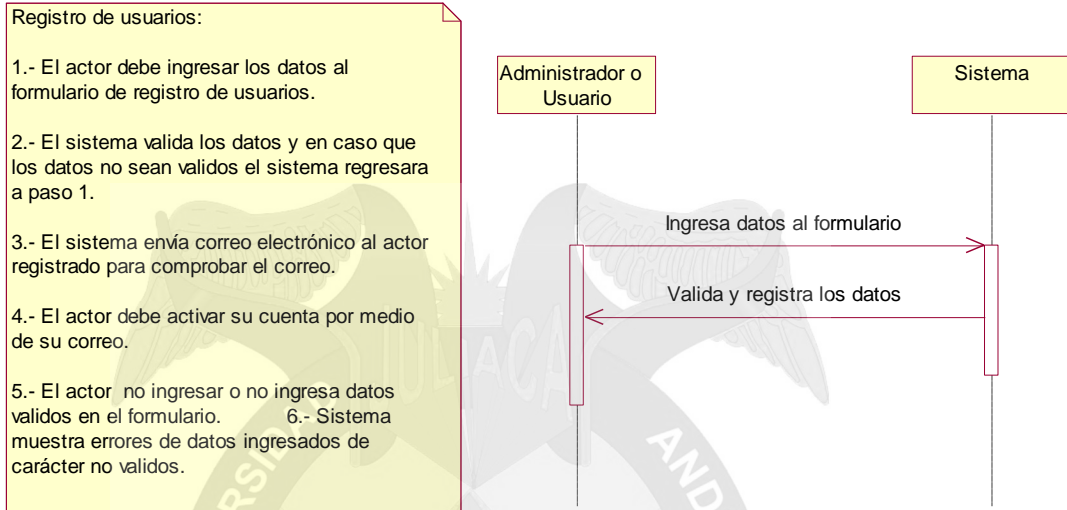 Registro de usuarios:
1.- El actor debe ingresar los datos al
formulario de registro de usuarios.
2.- El sistema valida los datos y en caso que
los datos no sean validos el sistema regresara
a paso 1.
3.- El sistema envía correo electrónico al actor
registrado para comprobar el correo.
4.- El actor debe activar su cuenta por medio
de su correo.
5.- El actor  no ingresar o no ingresa datos
validos en el formulario.          6.- Sistema
muestra errores de datos ingresados de
carácter no validos.
Administrador o
Usuario
Sistema
Ingresa datos al formulario
Valida y registra los datos
JULIACA
ERSIDAD
AND